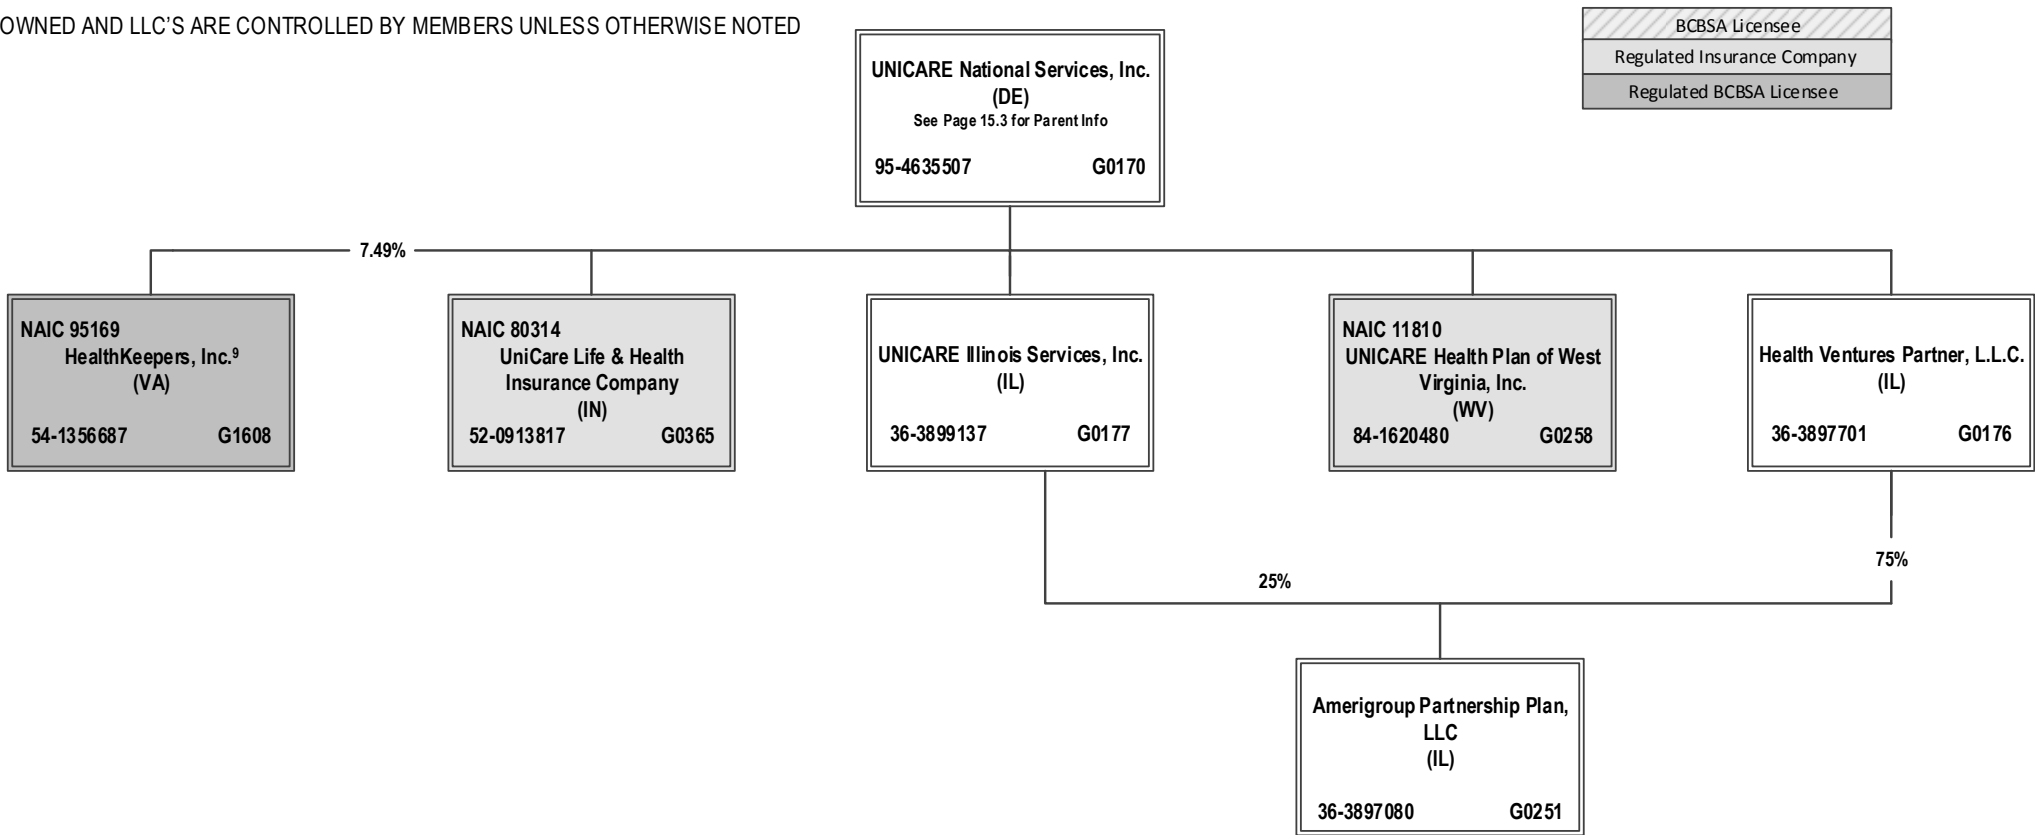 OWNED AND LLC'S ARE CONTROLLED BY MEMBERS UNLESS OTHERWISE NOTED
BCBSA Licensee
Regulated Insurance Company
Regulated BCBSA Licensee
UNICARE National Services, Inc.
(DE)
See Page 15.3 for Parent Info
95-4635507 G0170
7.49%
NAIC 95169
HealthKeepers, Inc.⁹
(VA)
54-1356687 G1608
NAIC 80314
UniCare Life & Health
Insurance Company
(IN)
52-0913817 G0365
UNICARE Illinois Services, Inc.
(IL)
36-3899137 G0177
NAIC 11810
UNICARE Health Plan of West
Virginia, Inc.
(WV)
84-1620480 G0258
Health Ventures Partner, L.L.C.
(IL)
36-3897701 G0176
25%
75%
Amerigroup Partnership Plan,
LLC
(IL)
36-3897080 G0251